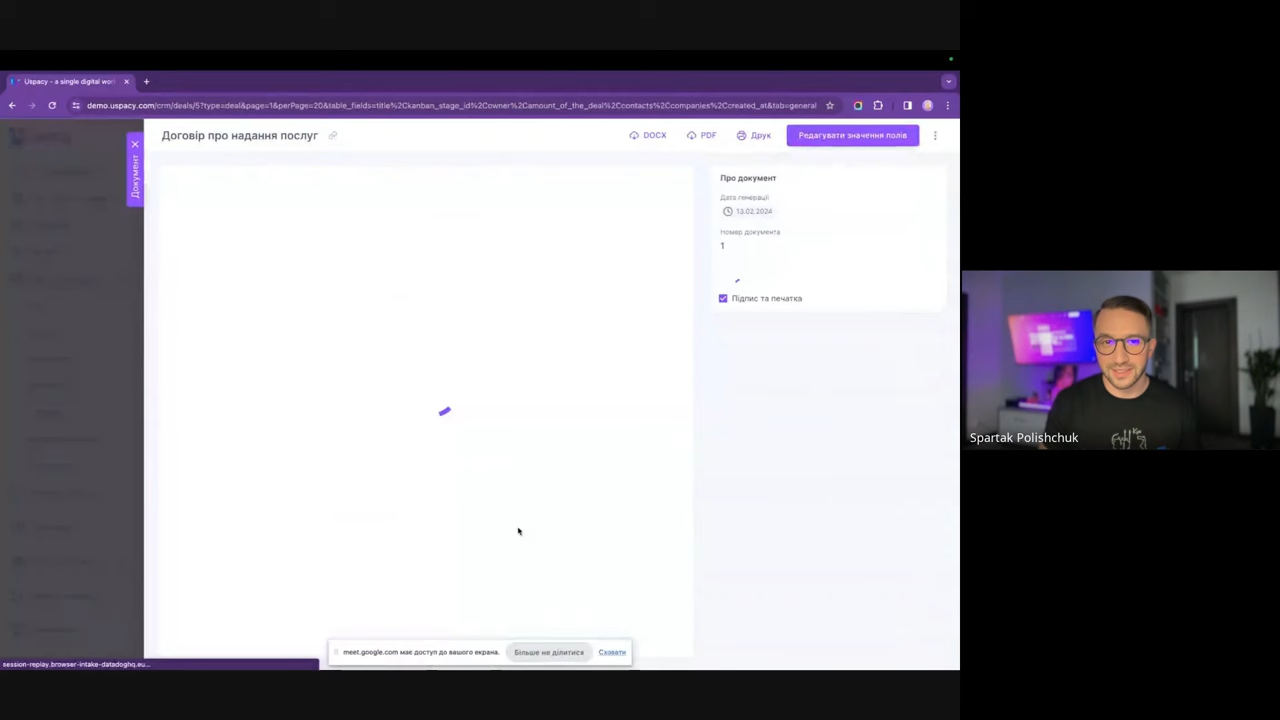 Uspacy - a single digital wor
demo.uspacy.com/crm/deals/5?type=deal&page=1&perPage=20&table_fields=title%2Ckanban_stage_id%2Cowner%2Camount_of_the_deal%2Ccontacts%2Ccompanies%2Ccreated_at&tab=general
Договір про надання послуг
DOCX
PDF
Друк
Редагувати значення полів
Документ
Про документ
Дата генерації
13.02.2024
Номер документа
1
Підпис та печатка
Spartak Polishchuk
meet.google.com має доступ до вашого екрана.
Більше не ділитися
Сховати
session-replay.browser-intake-datadoghq.eu...